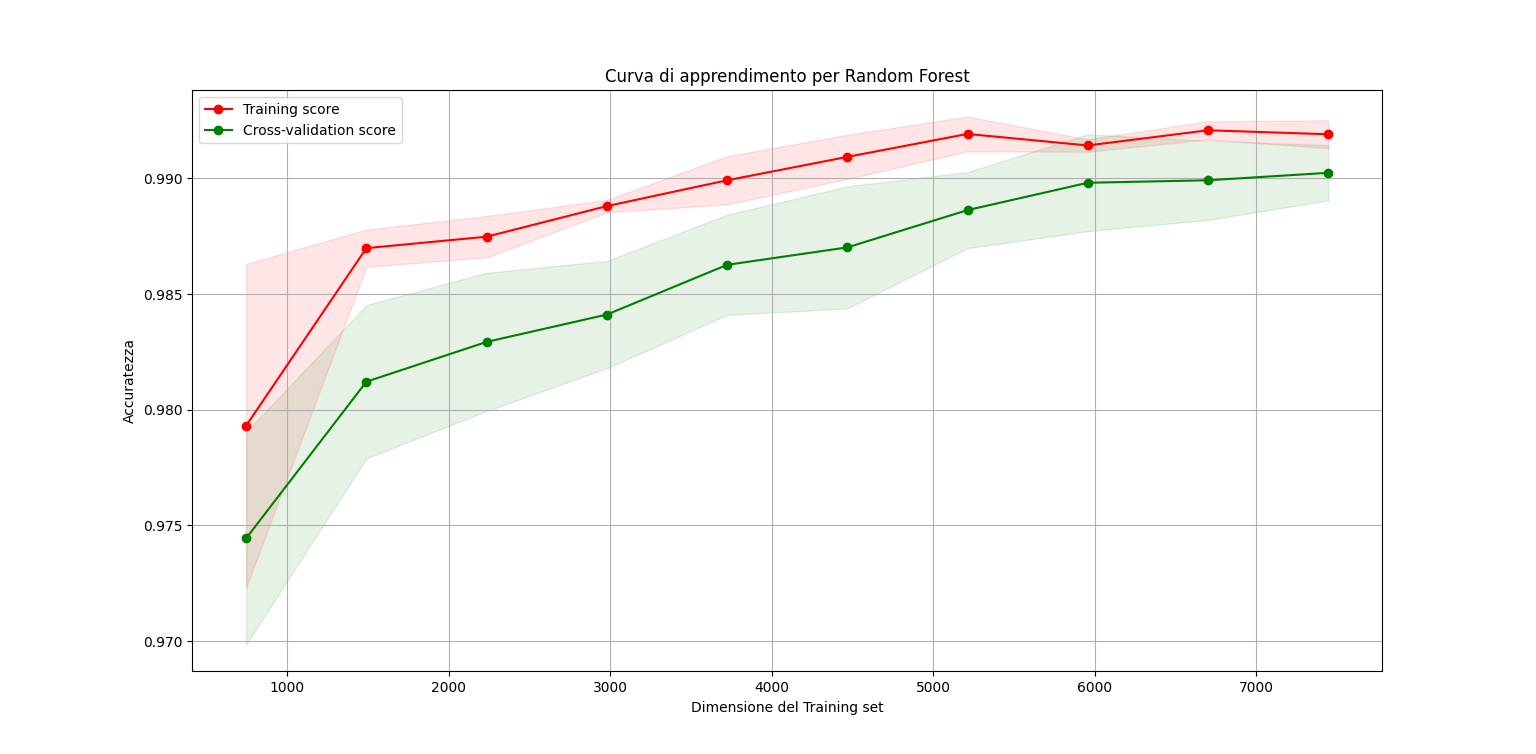 Curva di apprendimento per Random Forest
Training score
Cross-validation score
Accuratezza
0.990
0.985
0.980
0.975
0.970
1000 2000 3000 4000 5000 6000 7000
Dimensione del Training set